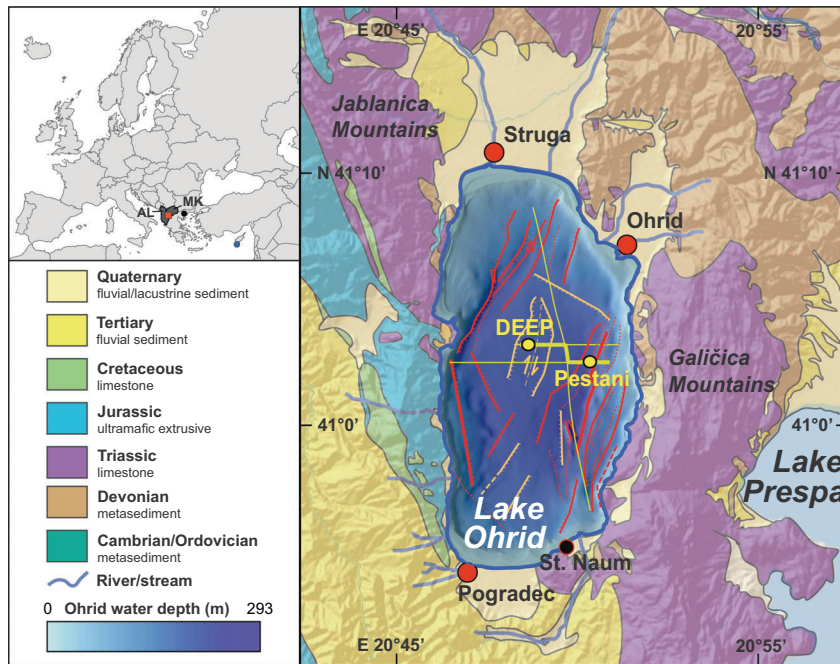 AL
MK
Quaternary
fluvial/lacustrine sediment
Tertiary
fluvial sediment
Cretaceous
limestone
Jurassic
ultramafic extrusive
Triassic
limestone
Devonian
metasediment
Cambrian/Ordovician
metasediment
River/stream
0 Ohrid water depth (m) 293
E 20°45'
20°55'
Jablanica
Mountains
Struga
N 41°10'
N 41°10'
Ohrid
DEEP
Pestani
Galičica
Mountains
41°0'
41°0'
Lake
Prespa
Lake
Ohrid
St. Naum
Pogradec
E 20°45'
20°55'